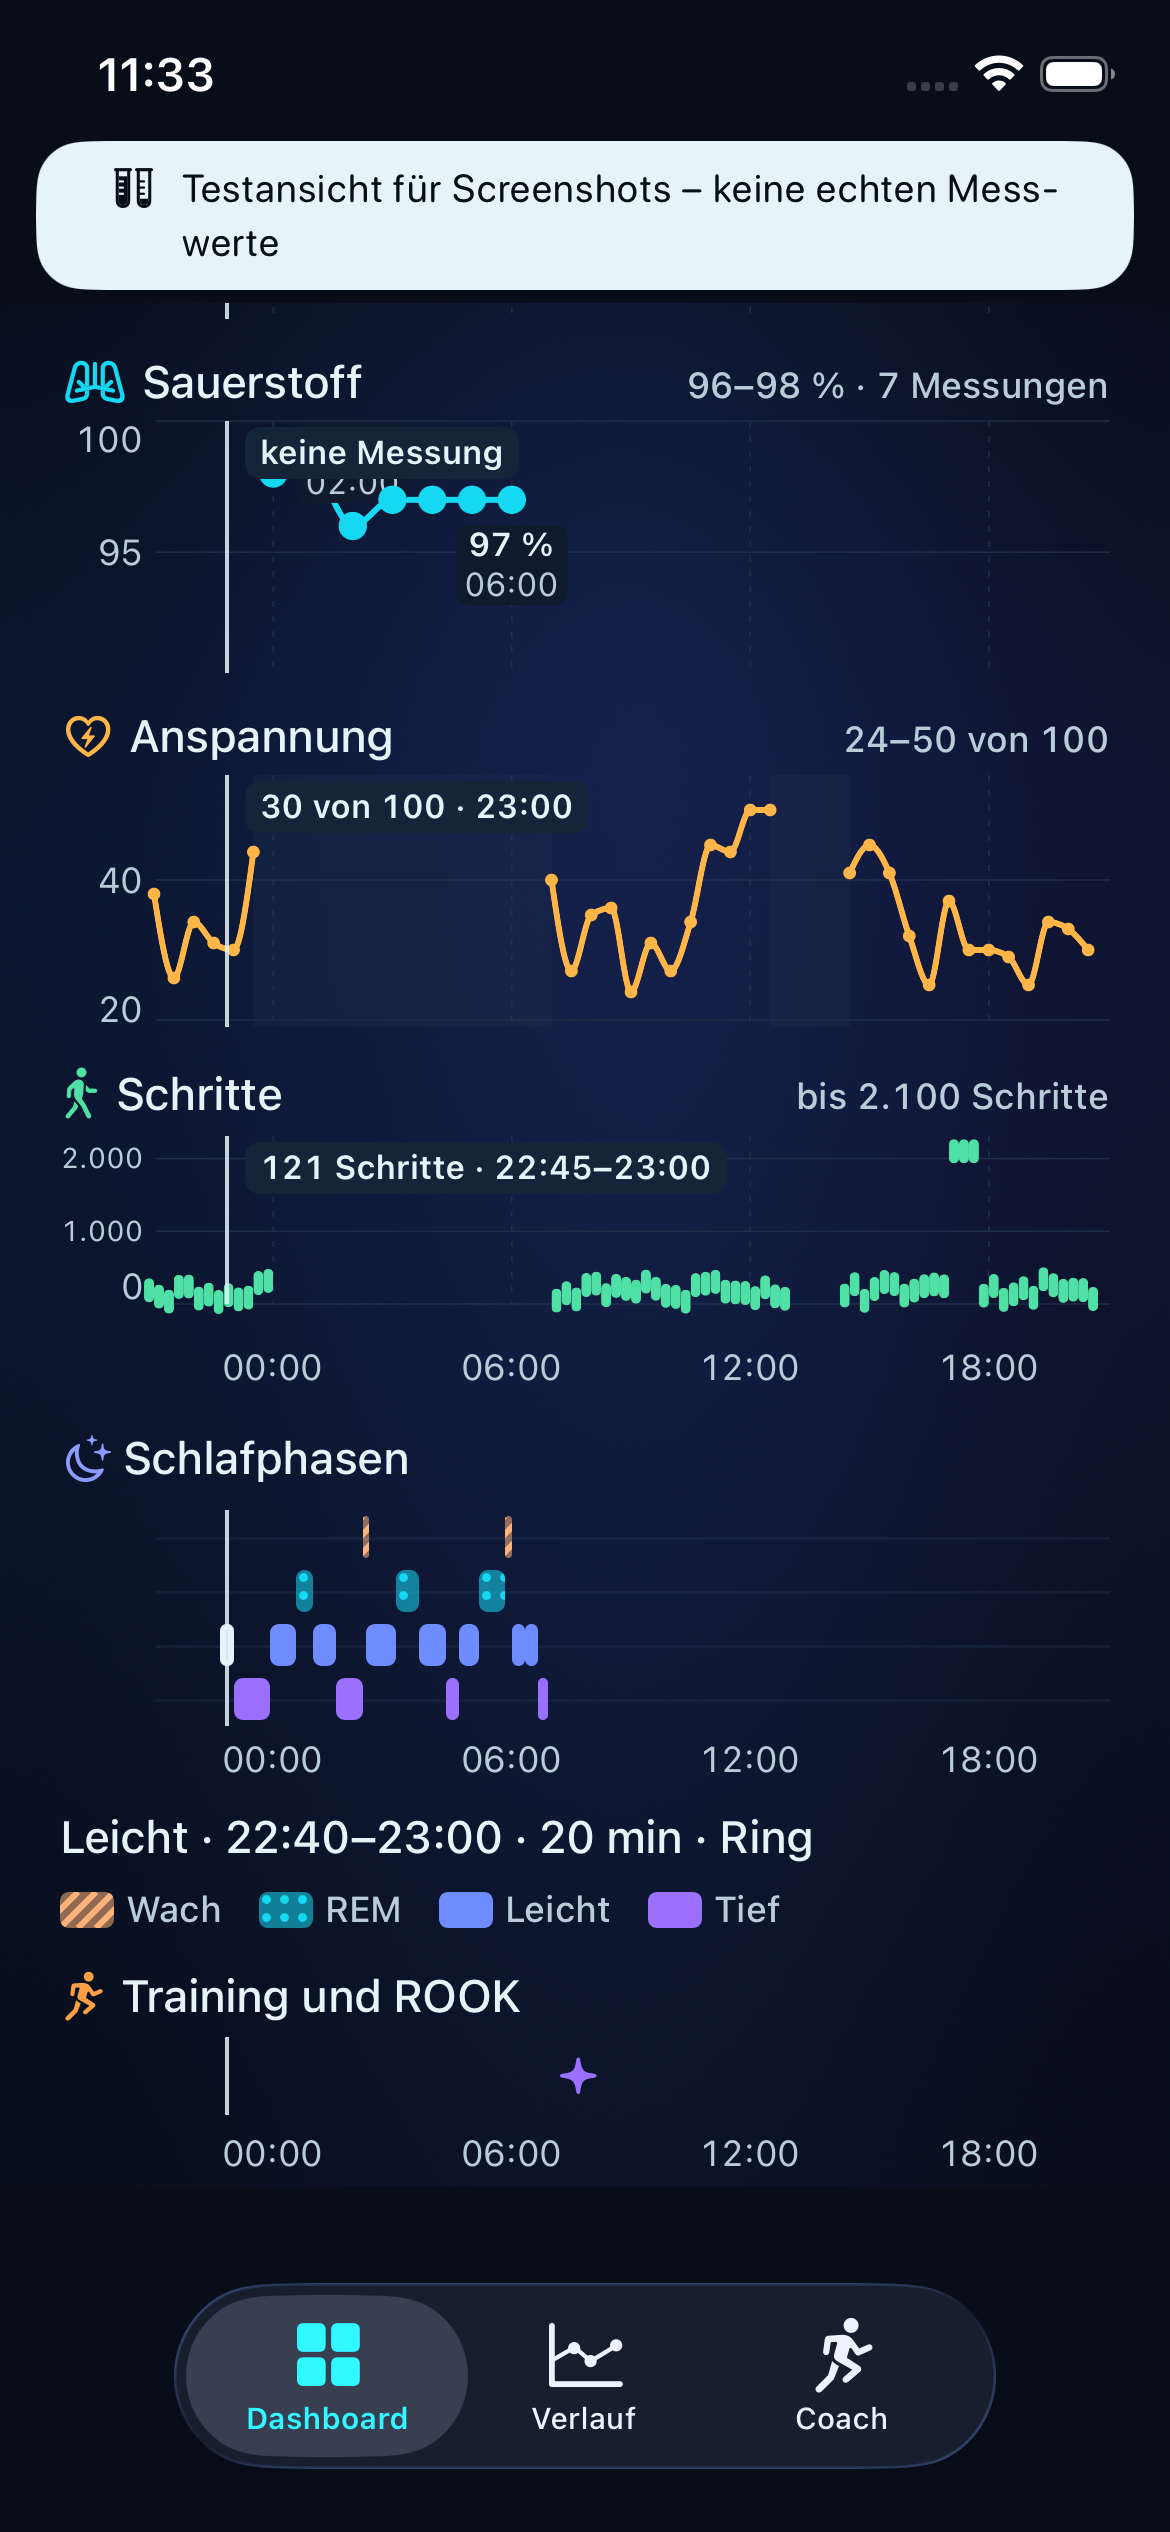 11:33
Testansicht für Screenshots – keine echten Mess-
werte
Sauerstoff
96–98 % · 7 Messungen
100
keine Messung
02:00
95
97 %
06:00
Anspannung
24–50 von 100
30 von 100 · 23:00
40
20
Schritte
bis 2.100 Schritte
2.000
121 Schritte · 22:45–23:00
1.000
0
00:00 06:00 12:00 18:00
Schlafphasen
00:00 06:00 12:00 18:00
Leicht · 22:40–23:00 · 20 min · Ring
Wach REM Leicht Tief
Training und ROOK
00:00 06:00 12:00 18:00
Dashboard Verlauf Coach